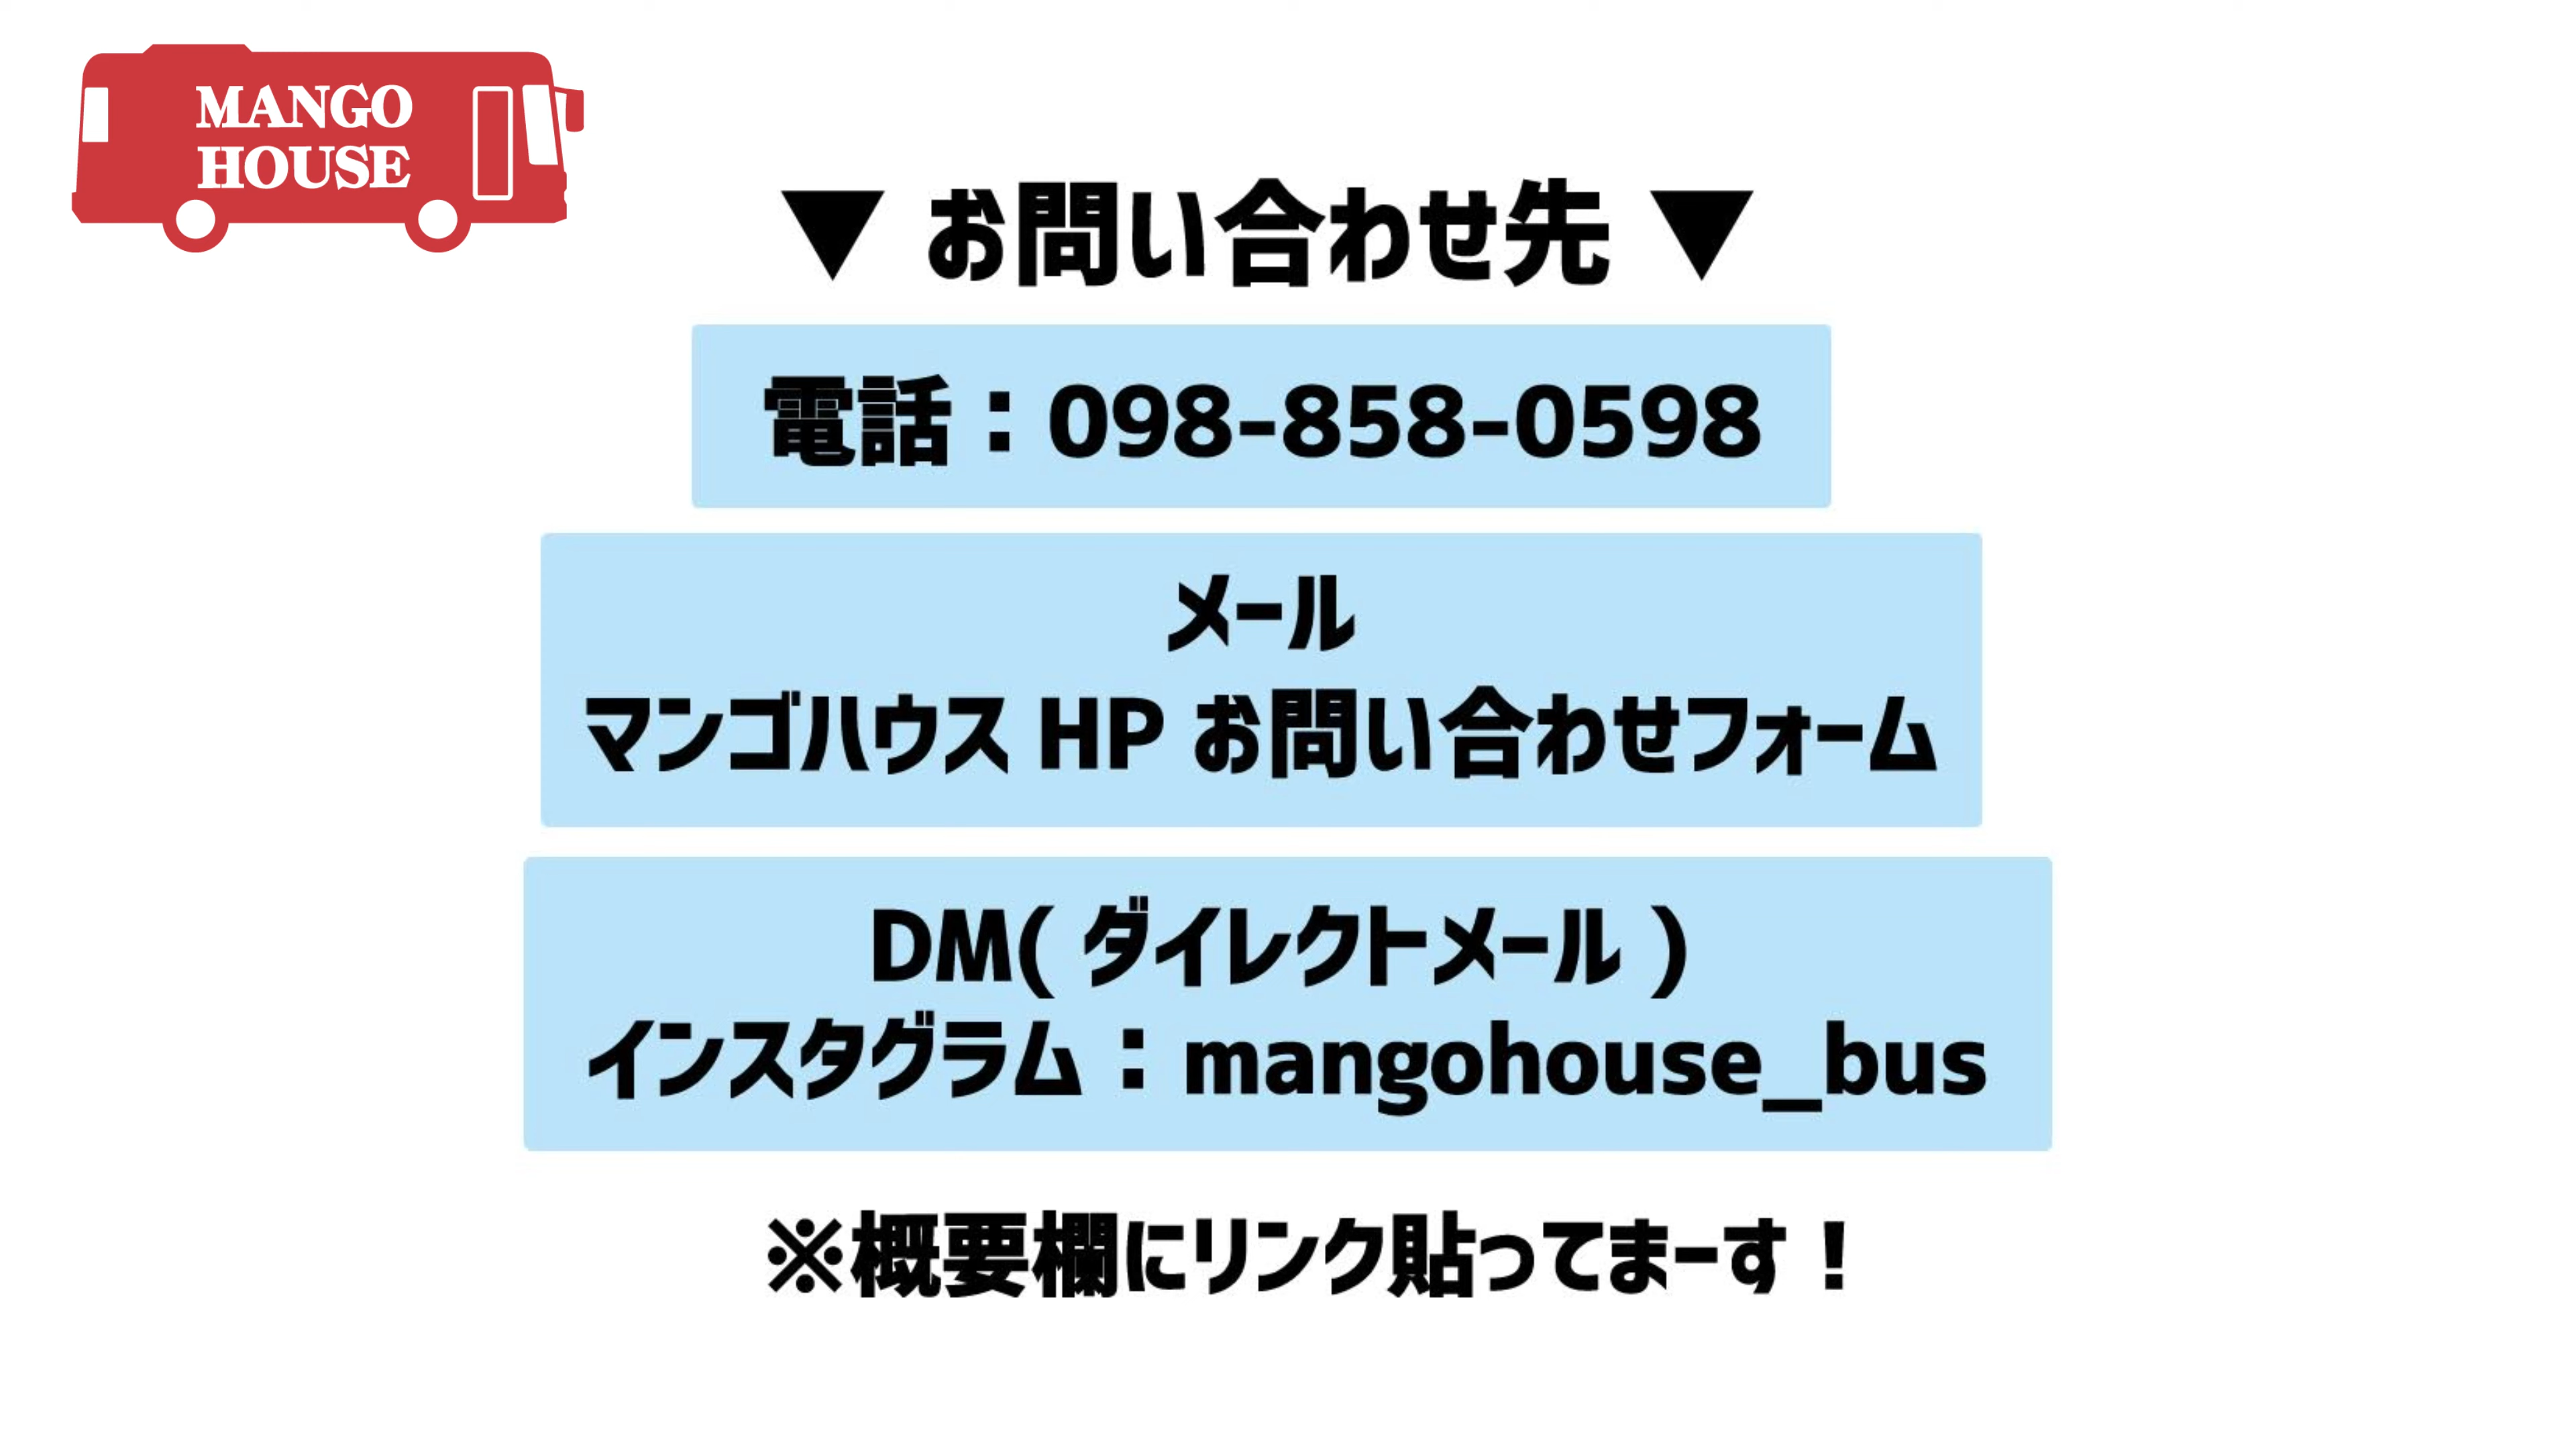 MANGO
HOUSE
▼ お問い合わせ先 ▼
電話：098-858-0598
メール
マンゴハウス HP お問い合わせフォーム
DM( ダイレクトメール )
インスタグラム：mangohouse_bus
※概要欄にリンク貼ってまーす！